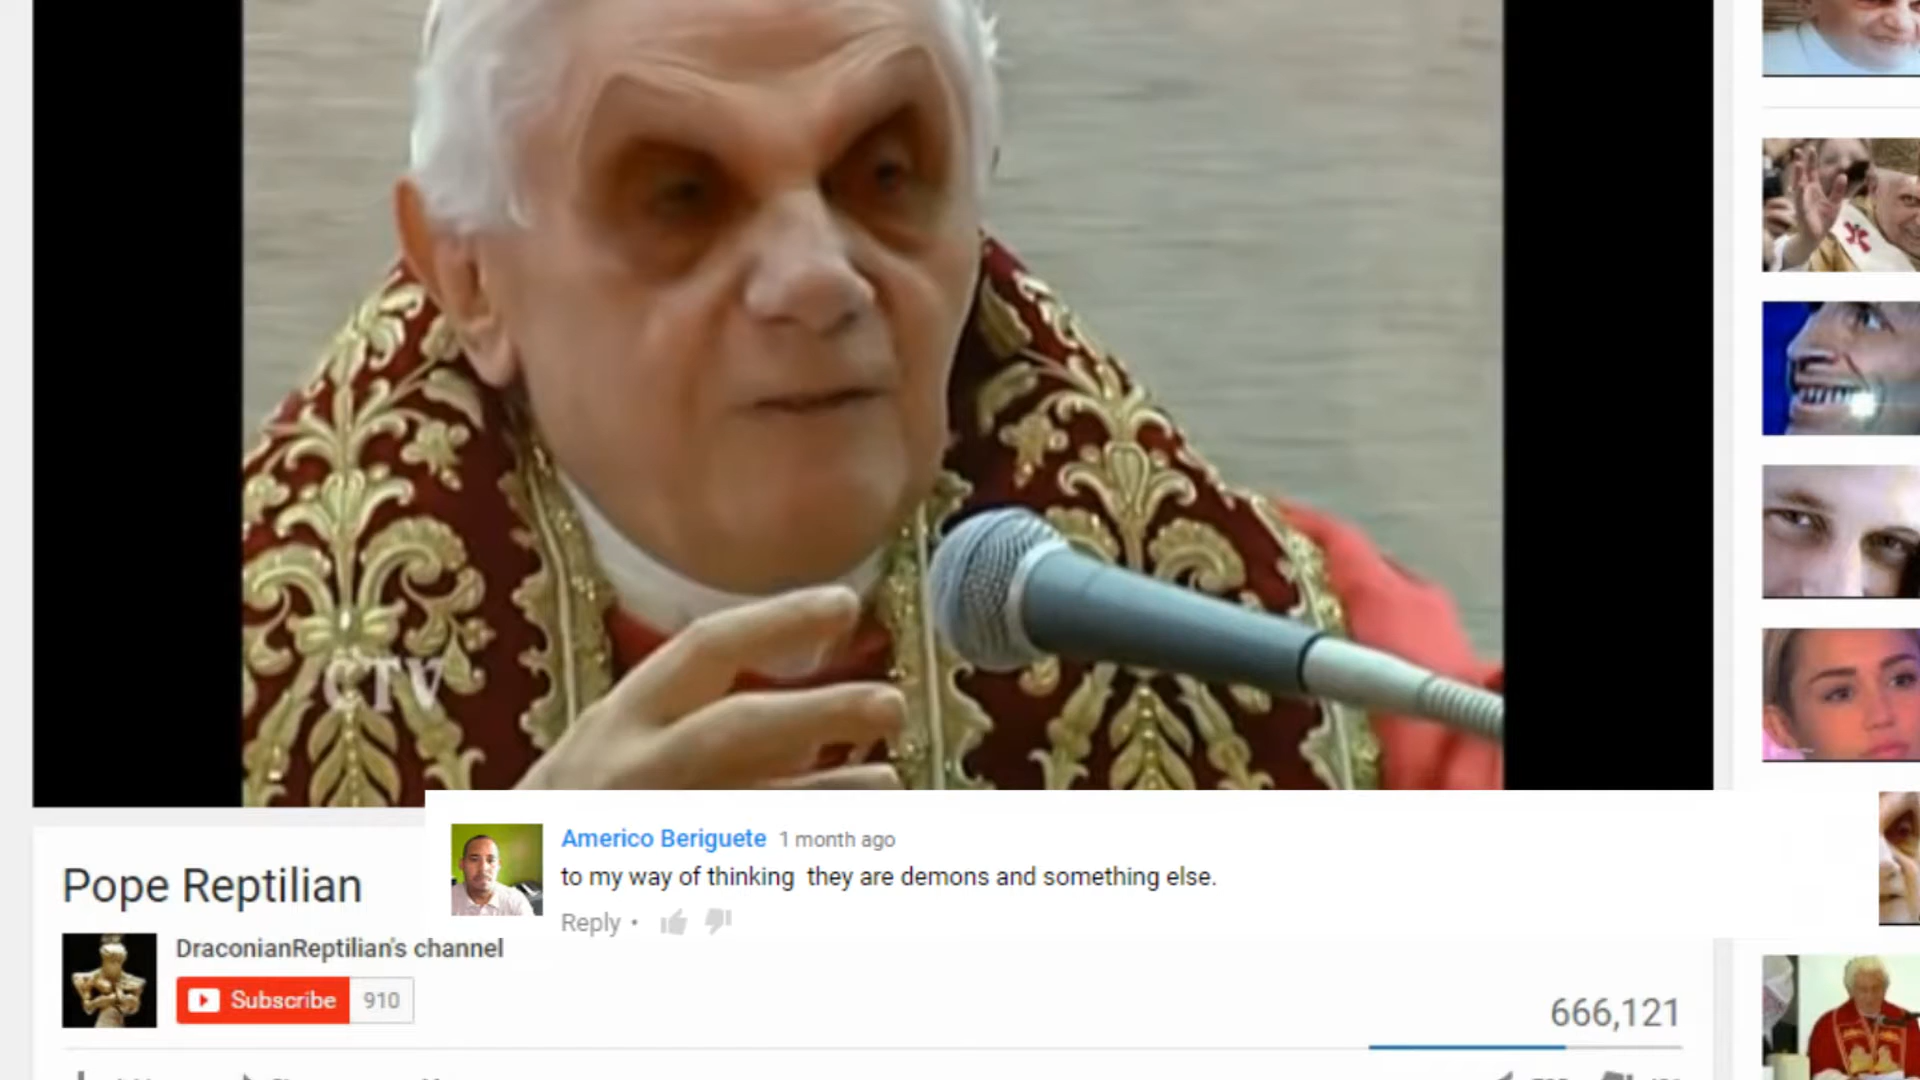 CTV
Americo Beriguete 1 month ago
to my way of thinking they are demons and something else.
Reply •
Pope Reptilian
DraconianReptilian's channel
Subscribe 910
666,121